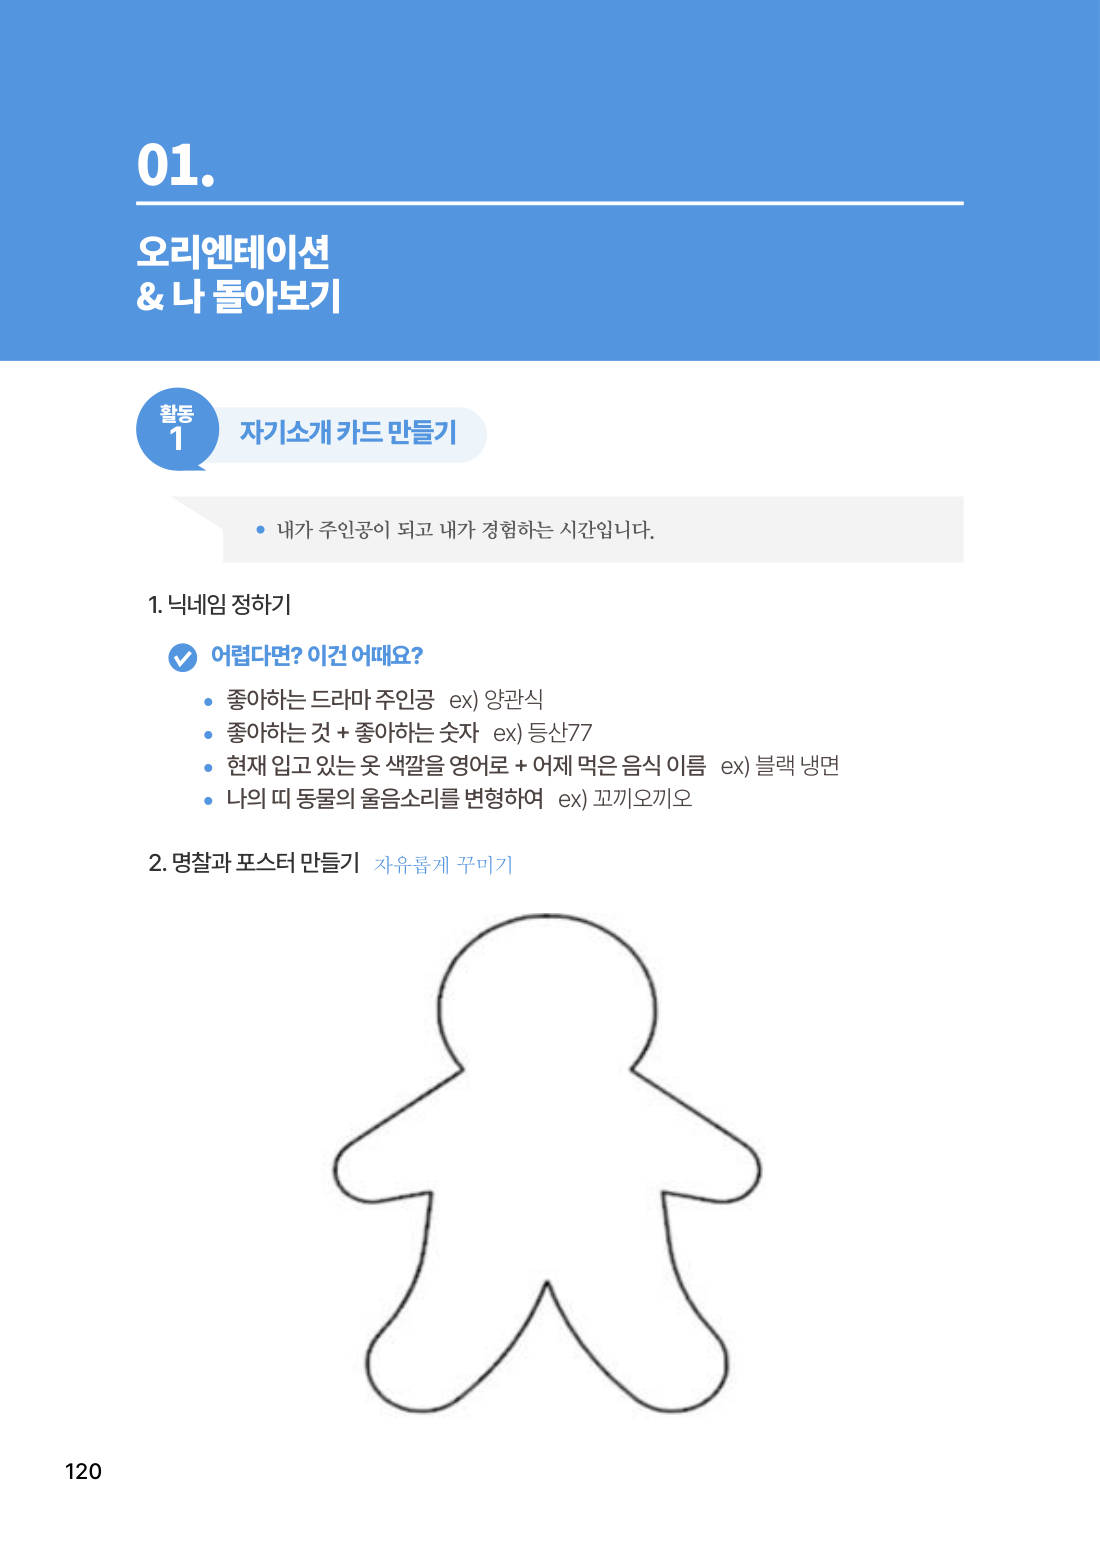 01.
오리엔테이션
& 나 돌아보기
활동
1
자기소개 카드 만들기
• 내가 주인공이 되고 내가 경험하는 시간입니다.
1. 닉네임 정하기
어렵다면? 이건 어때요?
• 좋아하는 드라마 주인공 ex) 양관식
• 좋아하는 것 + 좋아하는 숫자 ex) 등산77
• 현재 입고 있는 옷 색깔을 영어로 + 어제 먹은 음식 이름 ex) 블랙 냉면
• 나의 띠 동물의 울음소리를 변형하여 ex) 꼬끼오끼오
2. 명찰과 포스터 만들기 자유롭게 꾸미기
120